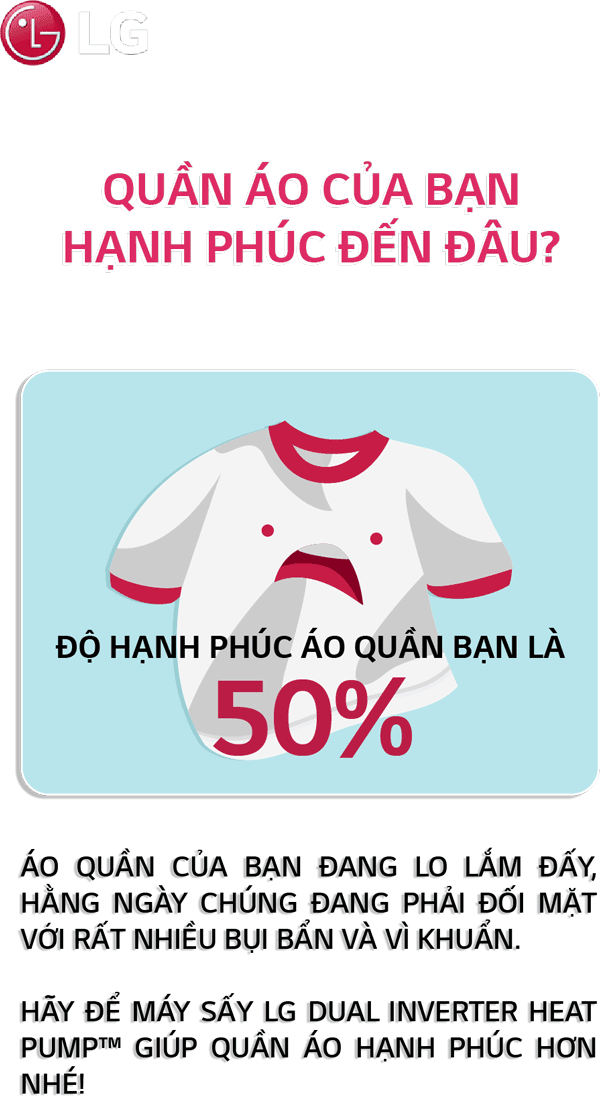 LG
QUẦN ÁO CỦA BẠN
HẠNH PHÚC ĐẾN ĐÂU?
ĐỘ HẠNH PHÚC ÁO QUẦN BẠN LÀ
50%
ÁO QUẦN CỦA BẠN ĐANG LO LẮM ĐẤY,
HẰNG NGÀY CHÚNG ĐANG PHẢI ĐỐI MẶT
VỚI RẤT NHIỀU BỤI BẨN VÀ VÌ KHUẨN.
HÃY ĐỂ MÁY SẤY LG DUAL INVERTER HEAT
PUMP™ GIÚP QUẦN ÁO HẠNH PHÚC HƠN
NHÉ!